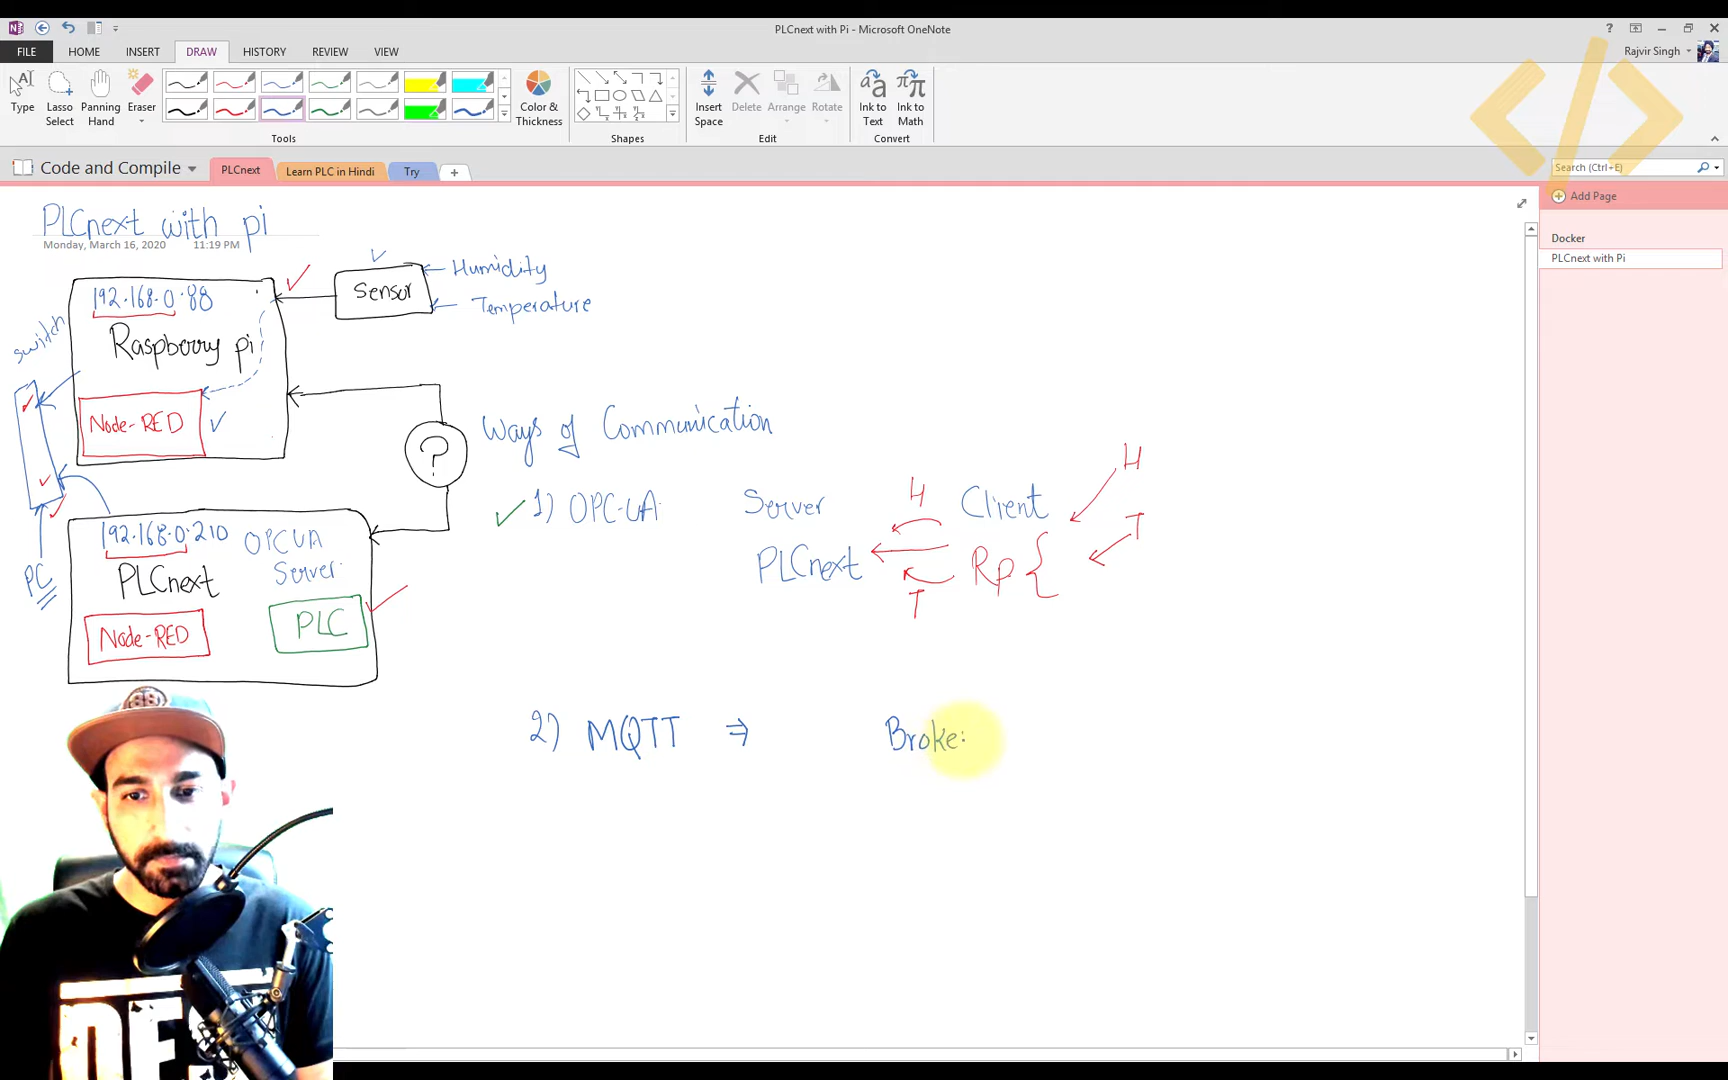 PLCnext with Pi - Microsoft OneNote
FILE HOME INSERT DRAW HISTORY REVIEW VIEW
Rajvir Singh
Type
Lasso Select
Panning Hand
Eraser
Color & Thickness
Insert Space
Delete
Arrange
Rotate
Ink to Text
Ink to Math
Tools
Shapes
Edit
Convert
Code and Compile
PLCnext
Learn PLC in Hindi
Try
Search (Ctrl+E)
Add Page
Docker
PLCnext with Pi
PLCnext with pi
Monday, March 16, 2020 11:19 PM
192.168.0.88
Raspberry pi
Node-RED
Sensor
Humidity
Temperature
switch
PC
?
192.168.0.210
OPCUA
Server
PLCnext
Node-RED
PLC
Ways of Communication
1) OPC-UA
Server
Client
PLCnext
Rp
H
T
H
T
2) MQTT ⇒ Broke